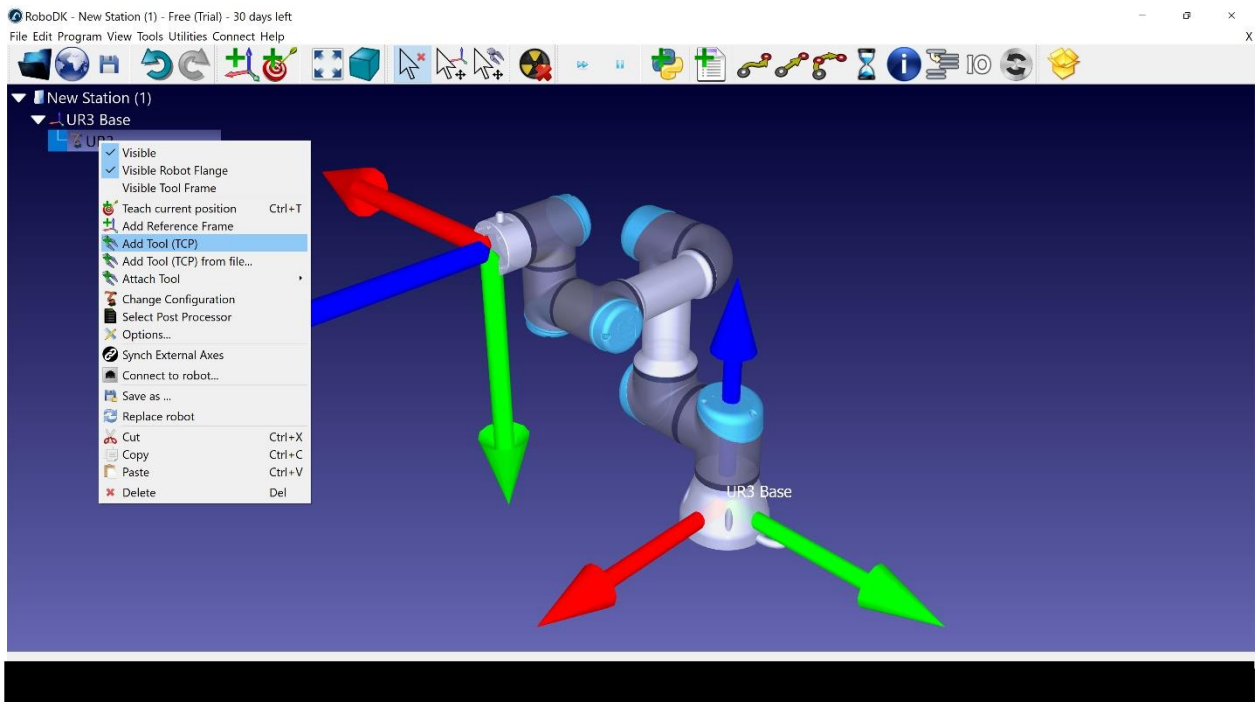 RoboDK - New Station (1) - Free (Trial) - 30 days left
File Edit Program View Tools Utilities Connect Help
X
IO
New Station (1)
UR3 Base
UR3
Visible
Visible Robot Flange
Visible Tool Frame
Teach current position Ctrl+T
Add Reference Frame
Add Tool (TCP)
Add Tool (TCP) from file...
Attach Tool
Change Configuration
Select Post Processor
Options...
Synch External Axes
Connect to robot...
Save as ...
Replace robot
Cut Ctrl+X
Copy Ctrl+C
Paste Ctrl+V
Delete Del
UR3 Base